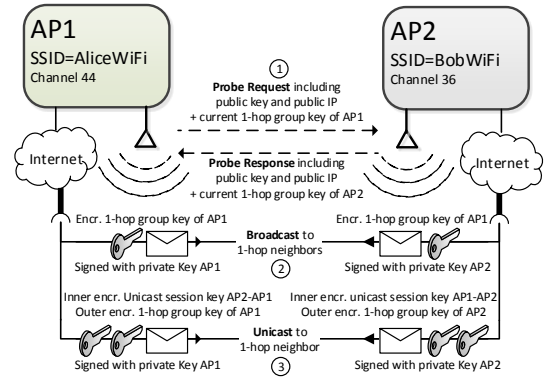 AP1
SSID=AliceWiFi
Channel 44
AP2
SSID=BobWiFi
Channel 36
1
Probe Request including
public key and public IP
+ current 1-hop group key of AP1
Probe Response including
public key and public IP
+ current 1-hop group key of AP2
Internet
Internet
Encr. 1-hop group key of AP1
Encr. 1-hop group key of AP1
Broadcast to
1-hop neighbors
2
Signed with private Key AP1
Signed with private Key AP2
Inner encr. Unicast session key AP2-AP1
Outer encr. 1-hop group key of AP1
Inner encr. unicast session key AP1-AP2
Outer encr. 1-hop group key of AP2
Unicast to
1-hop neighbor
3
Signed with private Key AP1
Signed with private Key AP2